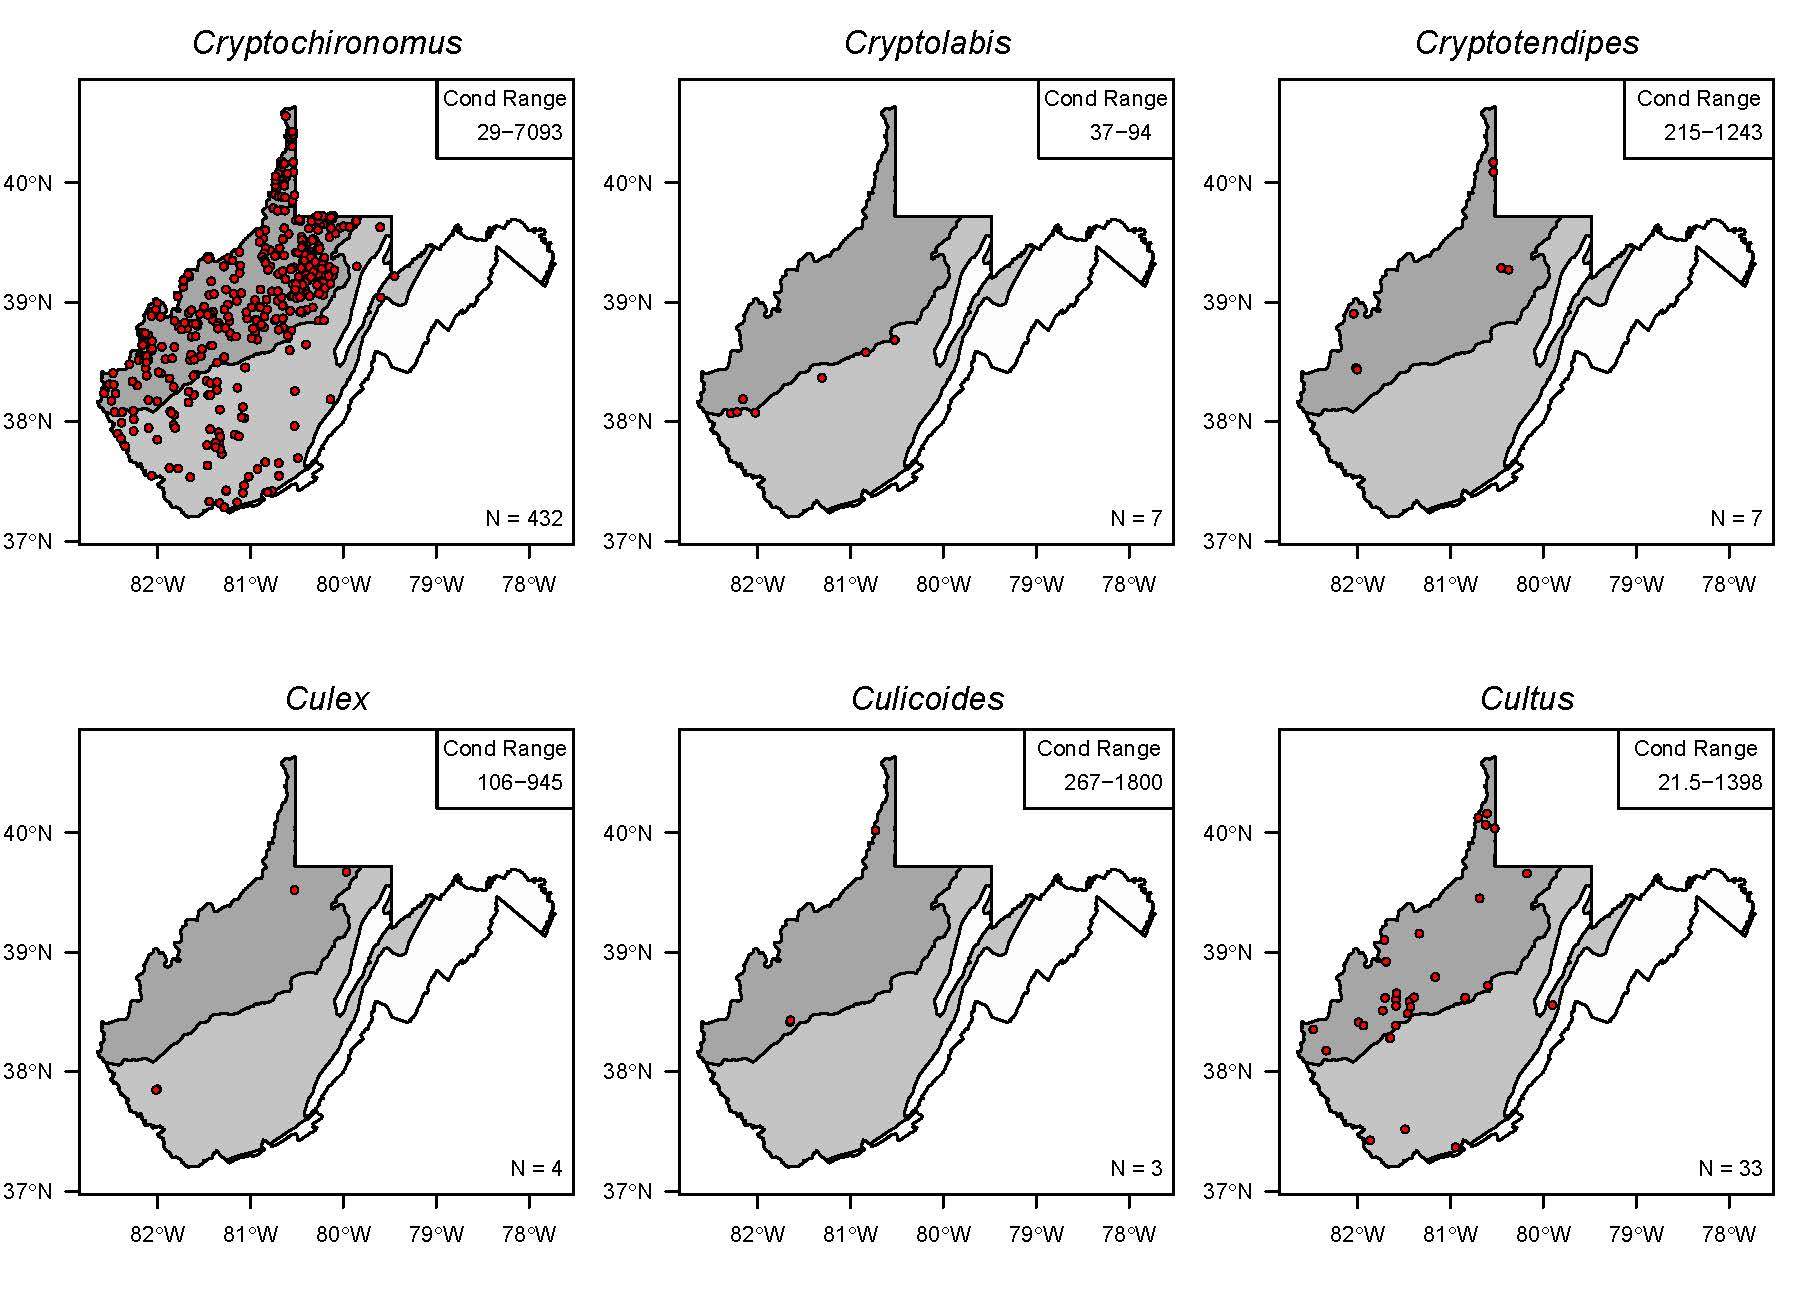 Cryptochironomus
Cond Range
29−7093
40°N
39°N
38°N
37°N
N = 432
82°W 81°W 80°W 79°W 78°W
Cryptolabis
Cond Range
37−94
40°N
39°N
38°N
37°N
N = 7
82°W 81°W 80°W 79°W 78°W
Cryptotendipes
Cond Range
215−1243
40°N
39°N
38°N
37°N
N = 7
82°W 81°W 80°W 79°W 78°W
Culex
Cond Range
106−945
40°N
39°N
38°N
37°N
N = 4
82°W 81°W 80°W 79°W 78°W
Culicoides
Cond Range
267−1800
40°N
39°N
38°N
37°N
N = 3
82°W 81°W 80°W 79°W 78°W
Cultus
Cond Range
21.5−1398
40°N
39°N
38°N
37°N
N = 33
82°W 81°W 80°W 79°W 78°W